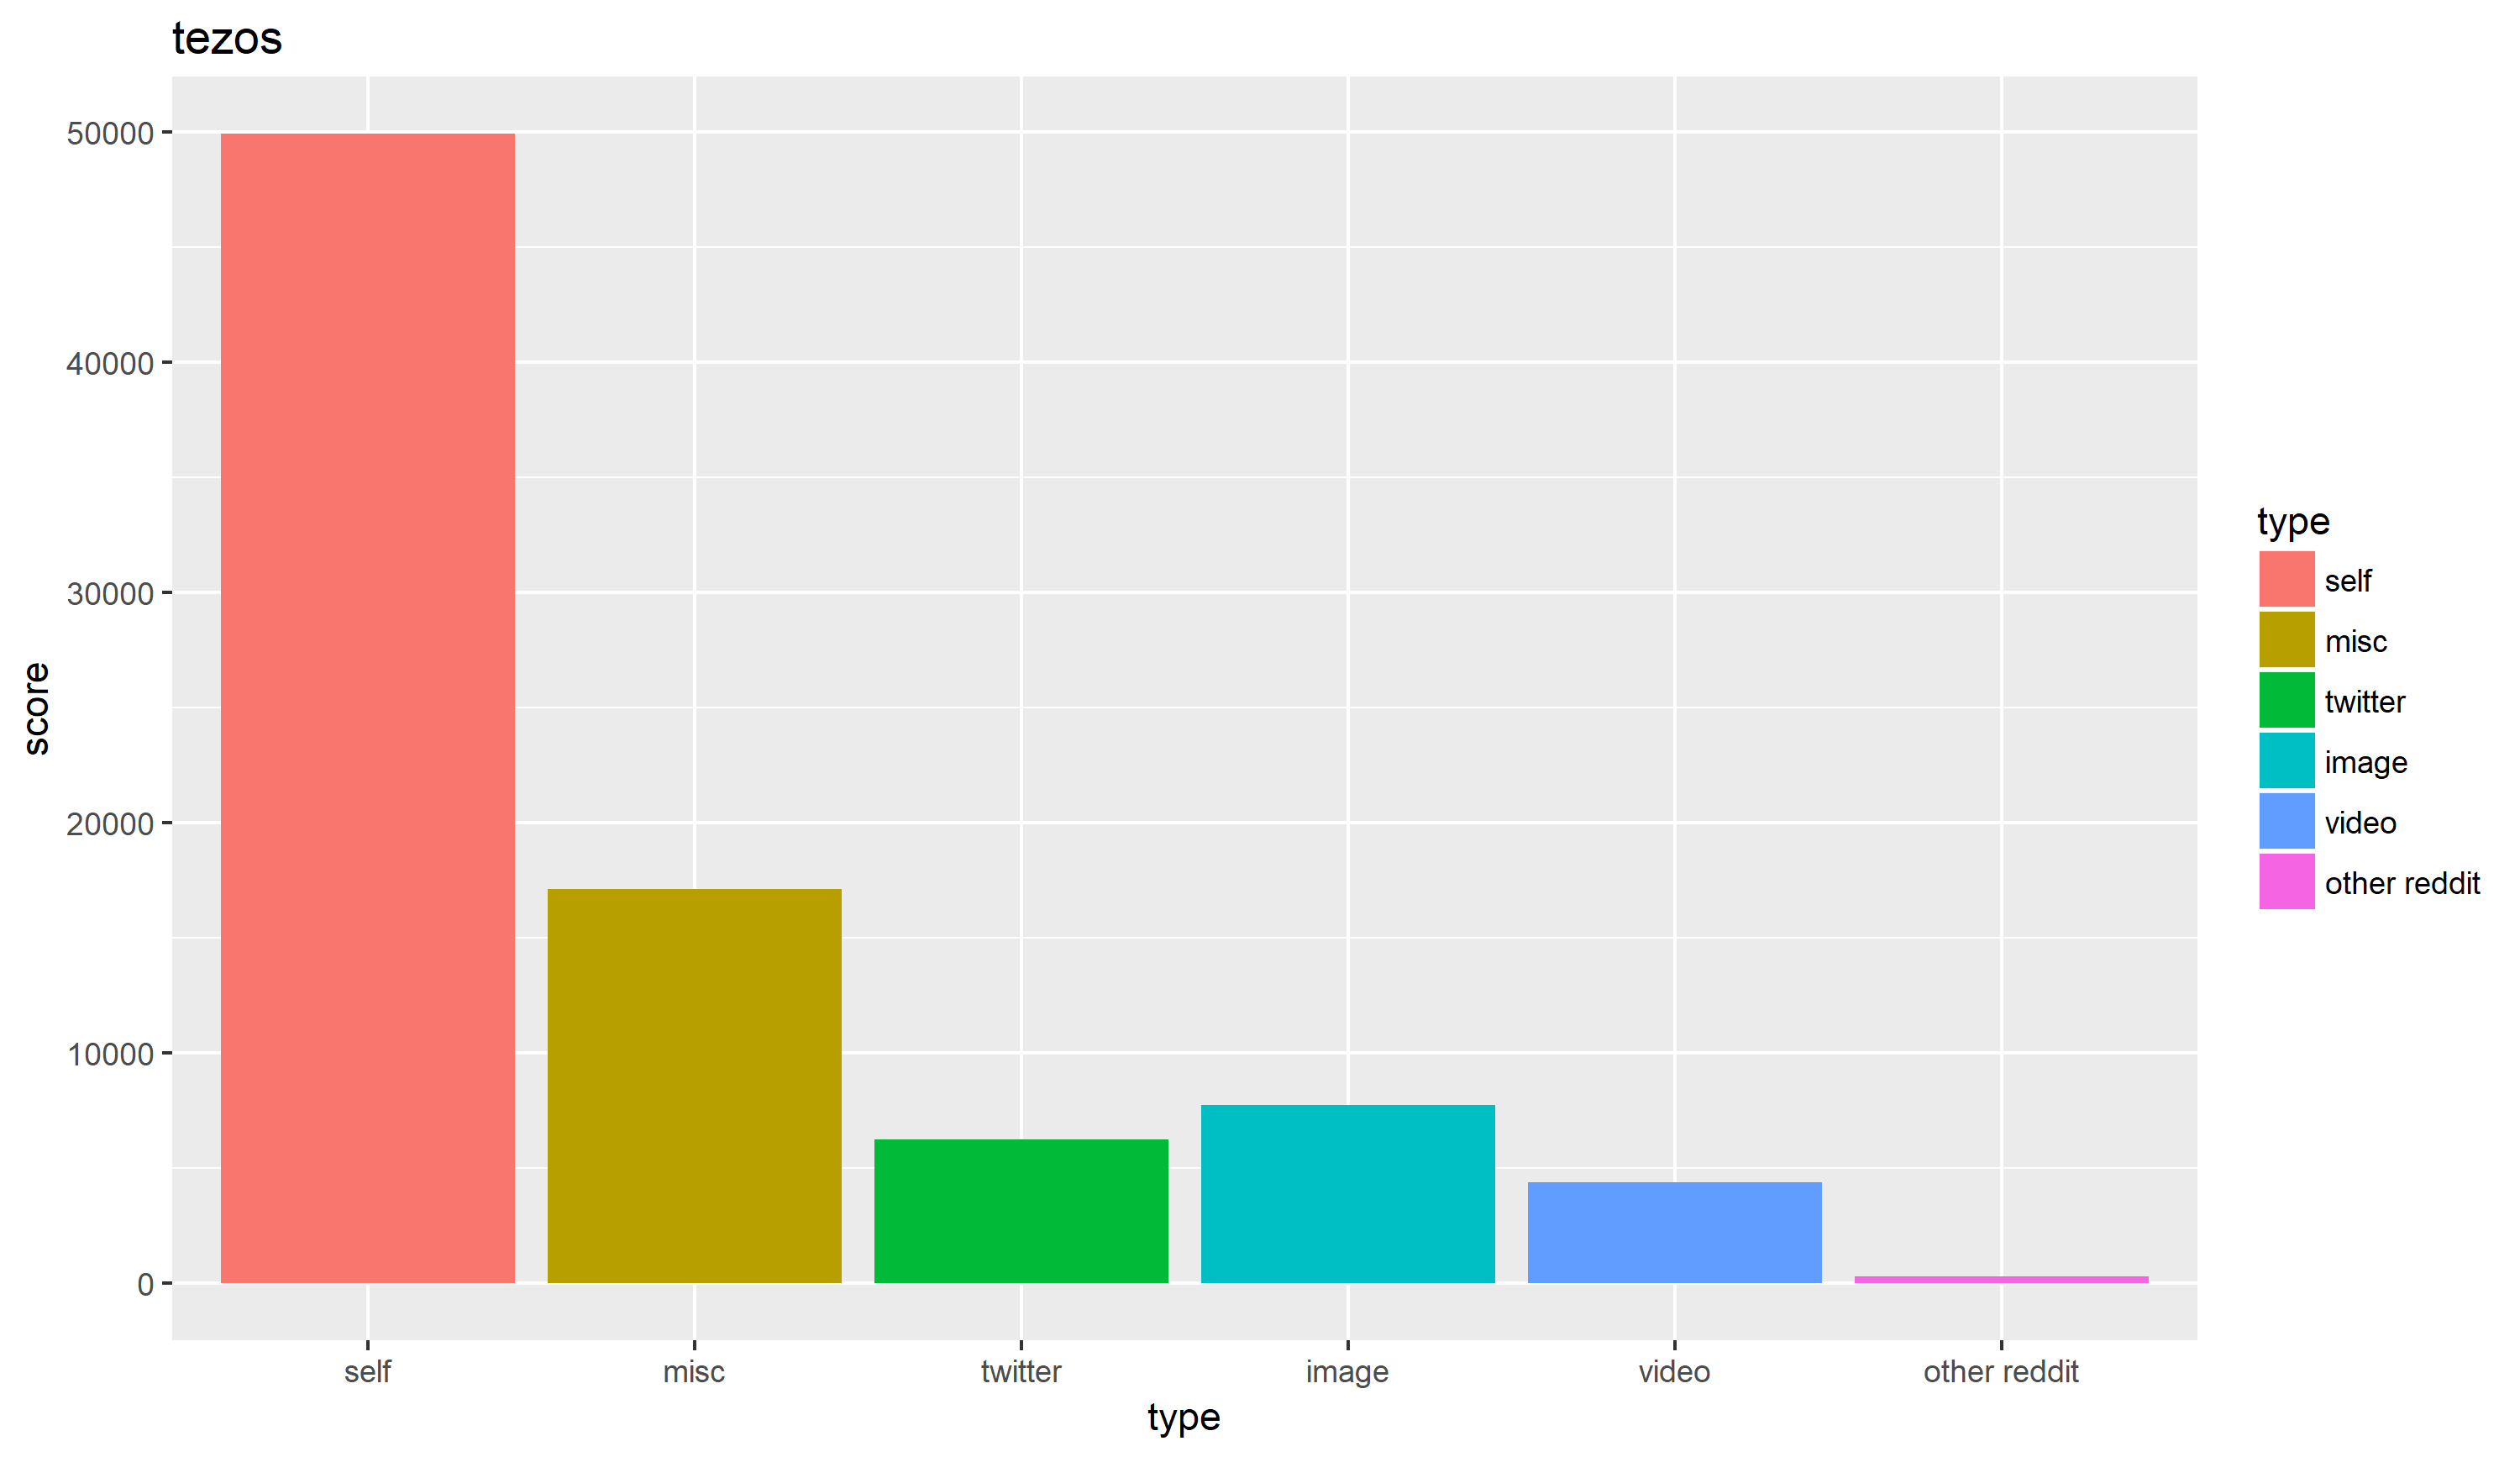 tezos
score
50000
40000
30000
20000
10000
0
self misc twitter image video other reddit
type
type
self
misc
twitter
image
video
other reddit